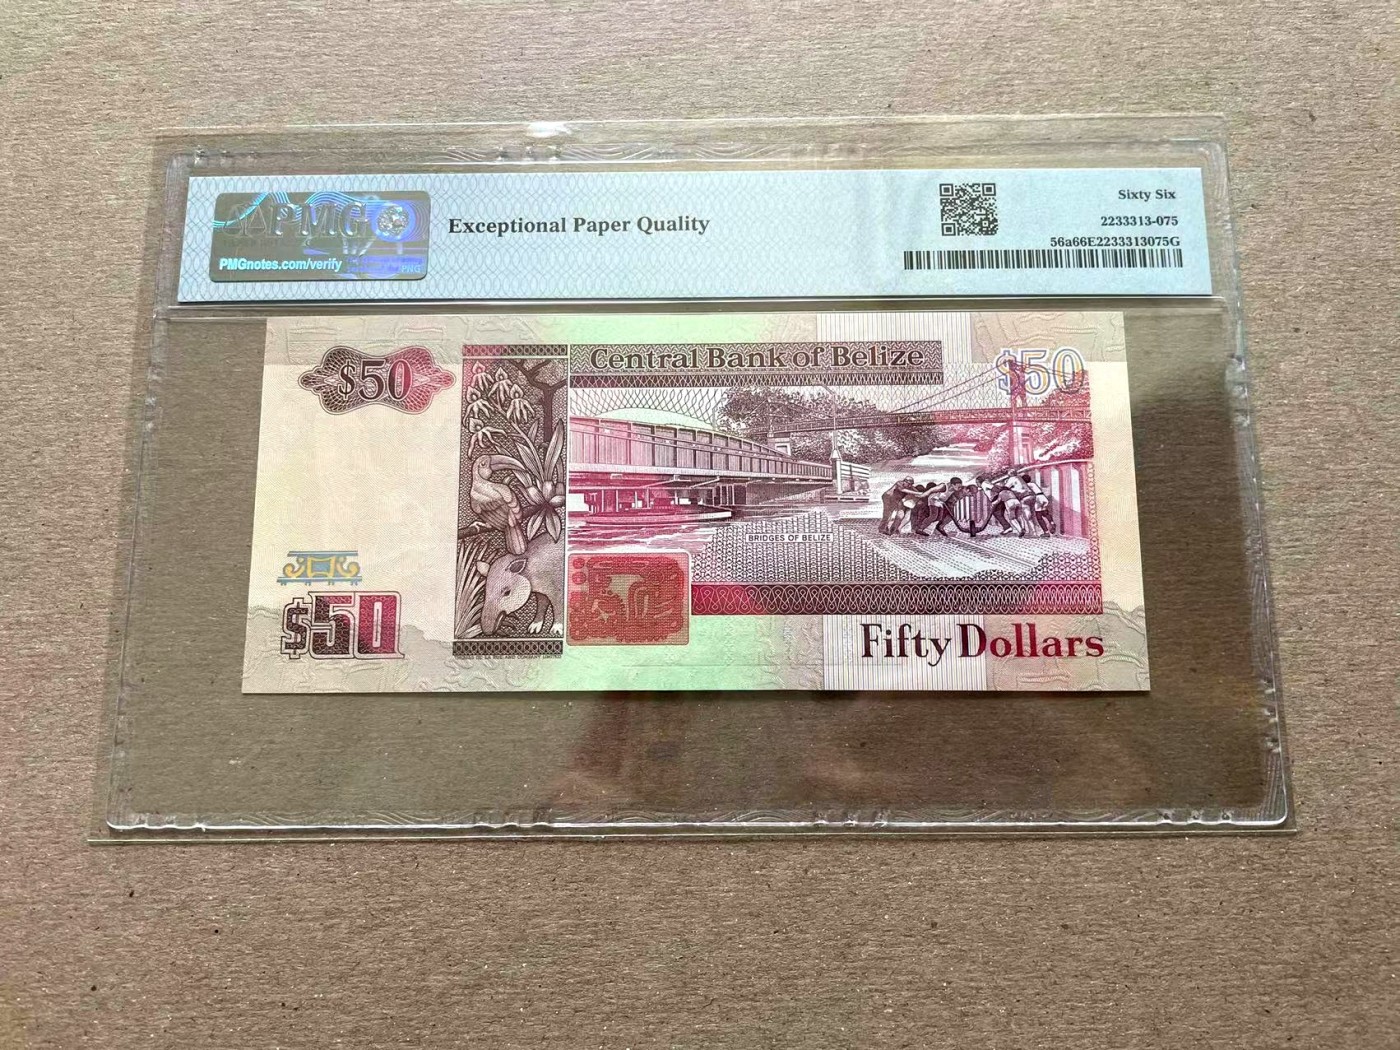 PMG
PMGnotes.com/verify
Exceptional Paper Quality
Sixty Six
2233313-075
56a66E2233313075G
$50
Central Bank of Belize
$50
BRIDGES OF BELIZE
$50
Fifty Dollars